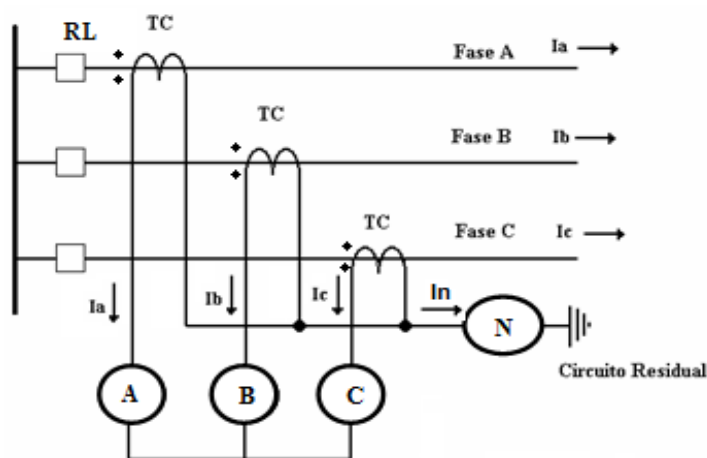 RL
TC
Fase A
Ia
TC
Fase B
Ib
TC
Fase C
Ic
Ia
Ib
Ic
In
N
Circuito Residual
A
B
C